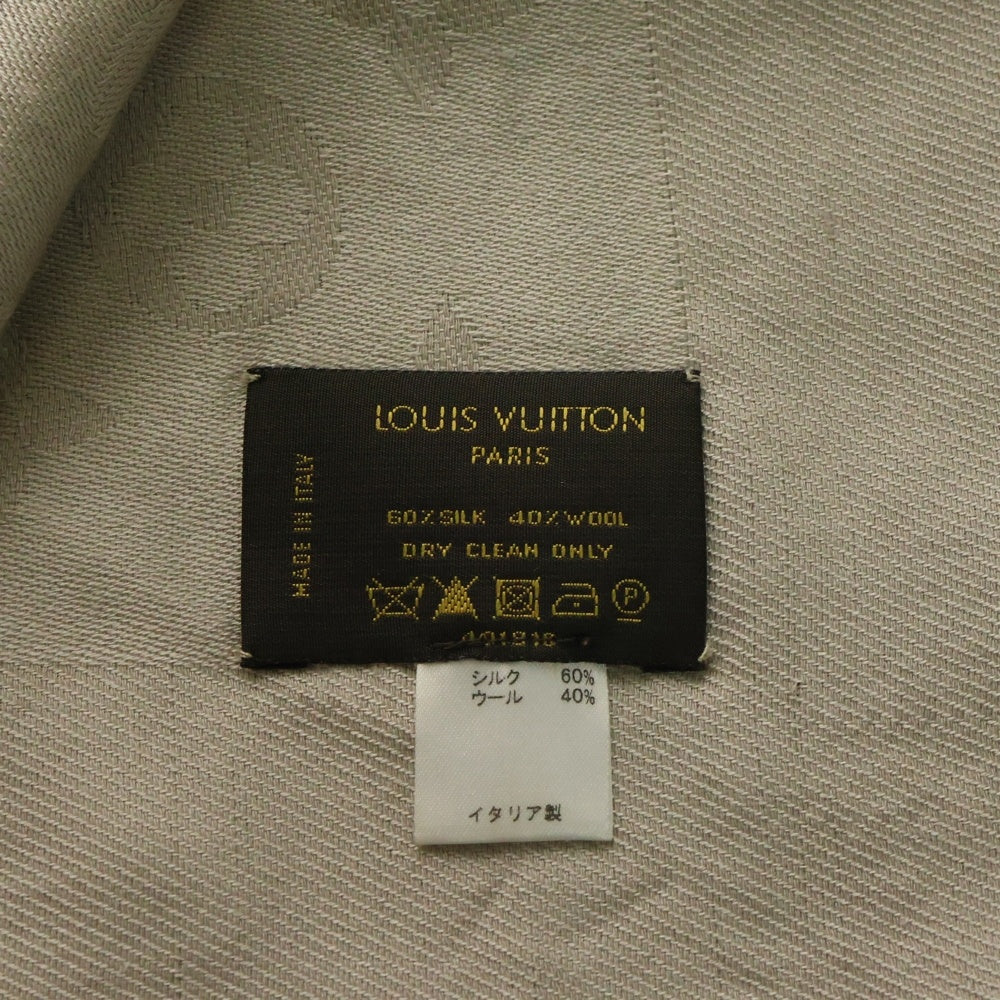 LOUIS VUITTON
PARIS
MADE IN ITALY
60%SILK 40%WOOL
DRY CLEAN ONLY
P
シルク 60%
ウール 40%
イタリア製